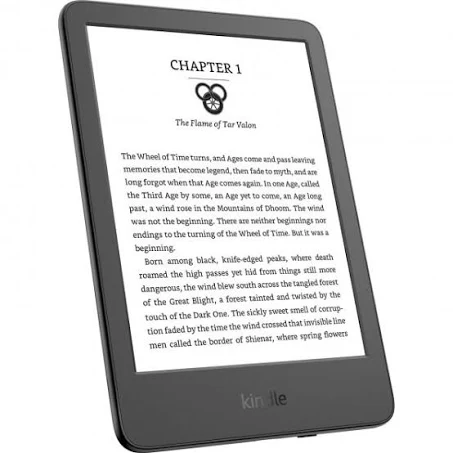 CHAPTER 1
The Flame of Tar Valon
The Wheel of Time turns, and Ages come and pass leaving
memories that become legend, then fade to myth, and are
long forgot when that Age comes again. In one Age, called
the Third Age by some, an Age yet to come, an Age long
past, a wind rose in the Mountains of Dhoom. The wind
was not the beginning. There are neither beginnings nor
endings to the turning of the Wheel of Time. But it was a
beginning.
Born among black, knife-edged peaks, where death
roamed the high passes yet hid from things still more
dangerous, the wind blew south across the tangled forest
of the Great Blight, a forest tainted and twisted by the
touch of the Dark One. The sickly sweet smell of corrup-
tion faded by the time the wind crossed that invisible line
men called the border of Shienar, where spring flowers
kindle